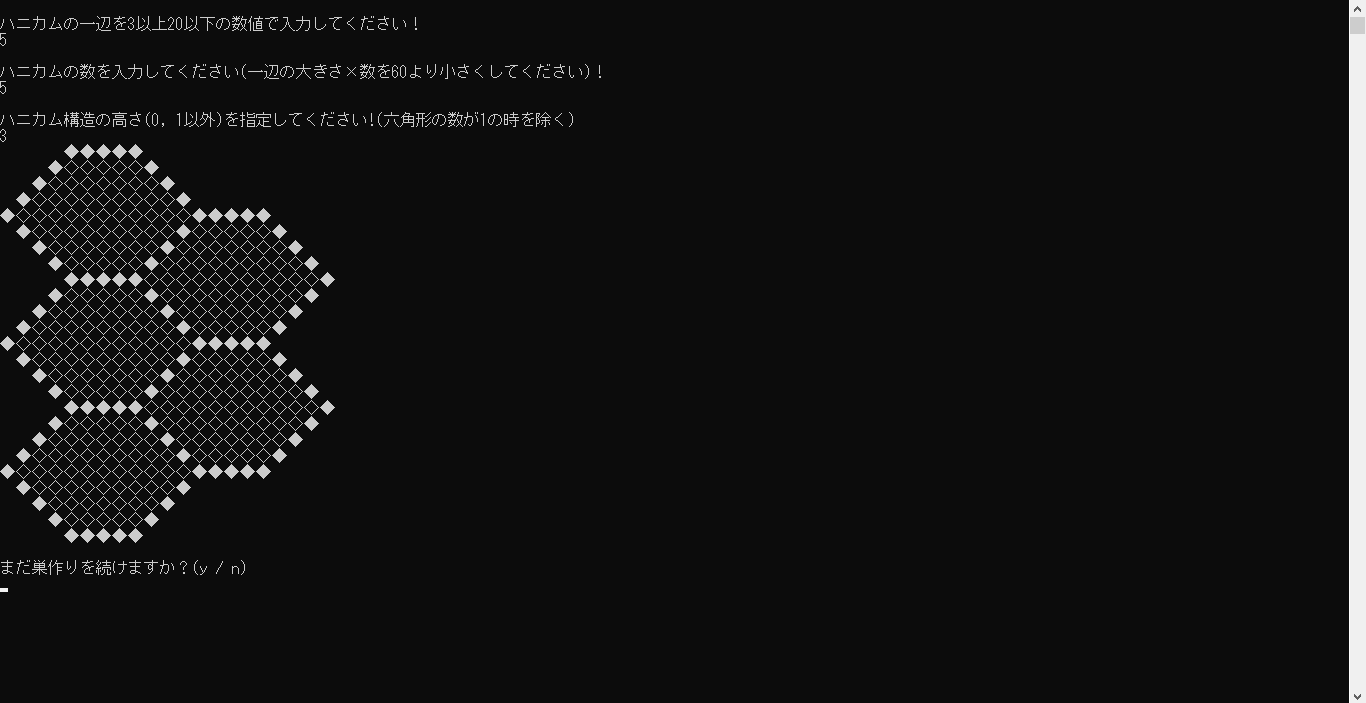 ハニカムの一辺を3以上20以下の数値で入力してください！
5
ハニカムの数を入力してください(一辺の大きさ×数を60より小さくしてください)！
5
ハニカム構造の高さ(0, 1以外)を指定してください!(六角形の数が1の時を除く)
3
まだ巣作りを続けますか？(y / n)